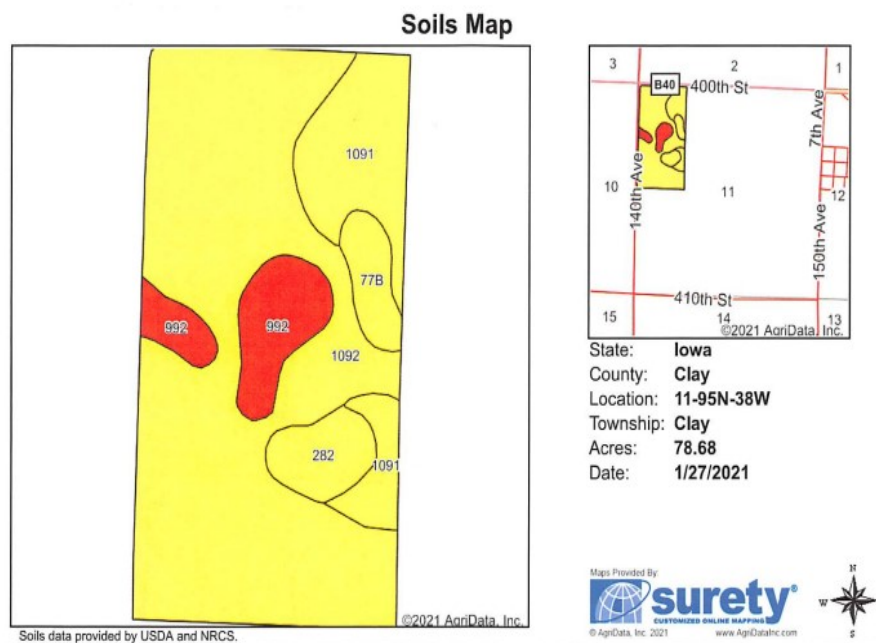 Soils Map
1091
77B
992
992
1092
282
1091
©2021 AgriData, Inc.
Soils data provided by USDA and NRCS.
3
2
1
B40
400th St
7th Ave
140th Ave
10
11
12
150th Ave
410th St
15
14
13
©2021 AgriData, Inc.
State: Iowa
County: Clay
Location: 11-95N-38W
Township: Clay
Acres: 78.68
Date: 1/27/2021
Maps Provided By:
surety®
CUSTOMIZED ONLINE MAPPING
© AgriData, Inc. 2021 www.AgriDataInc.com
N
W E
S